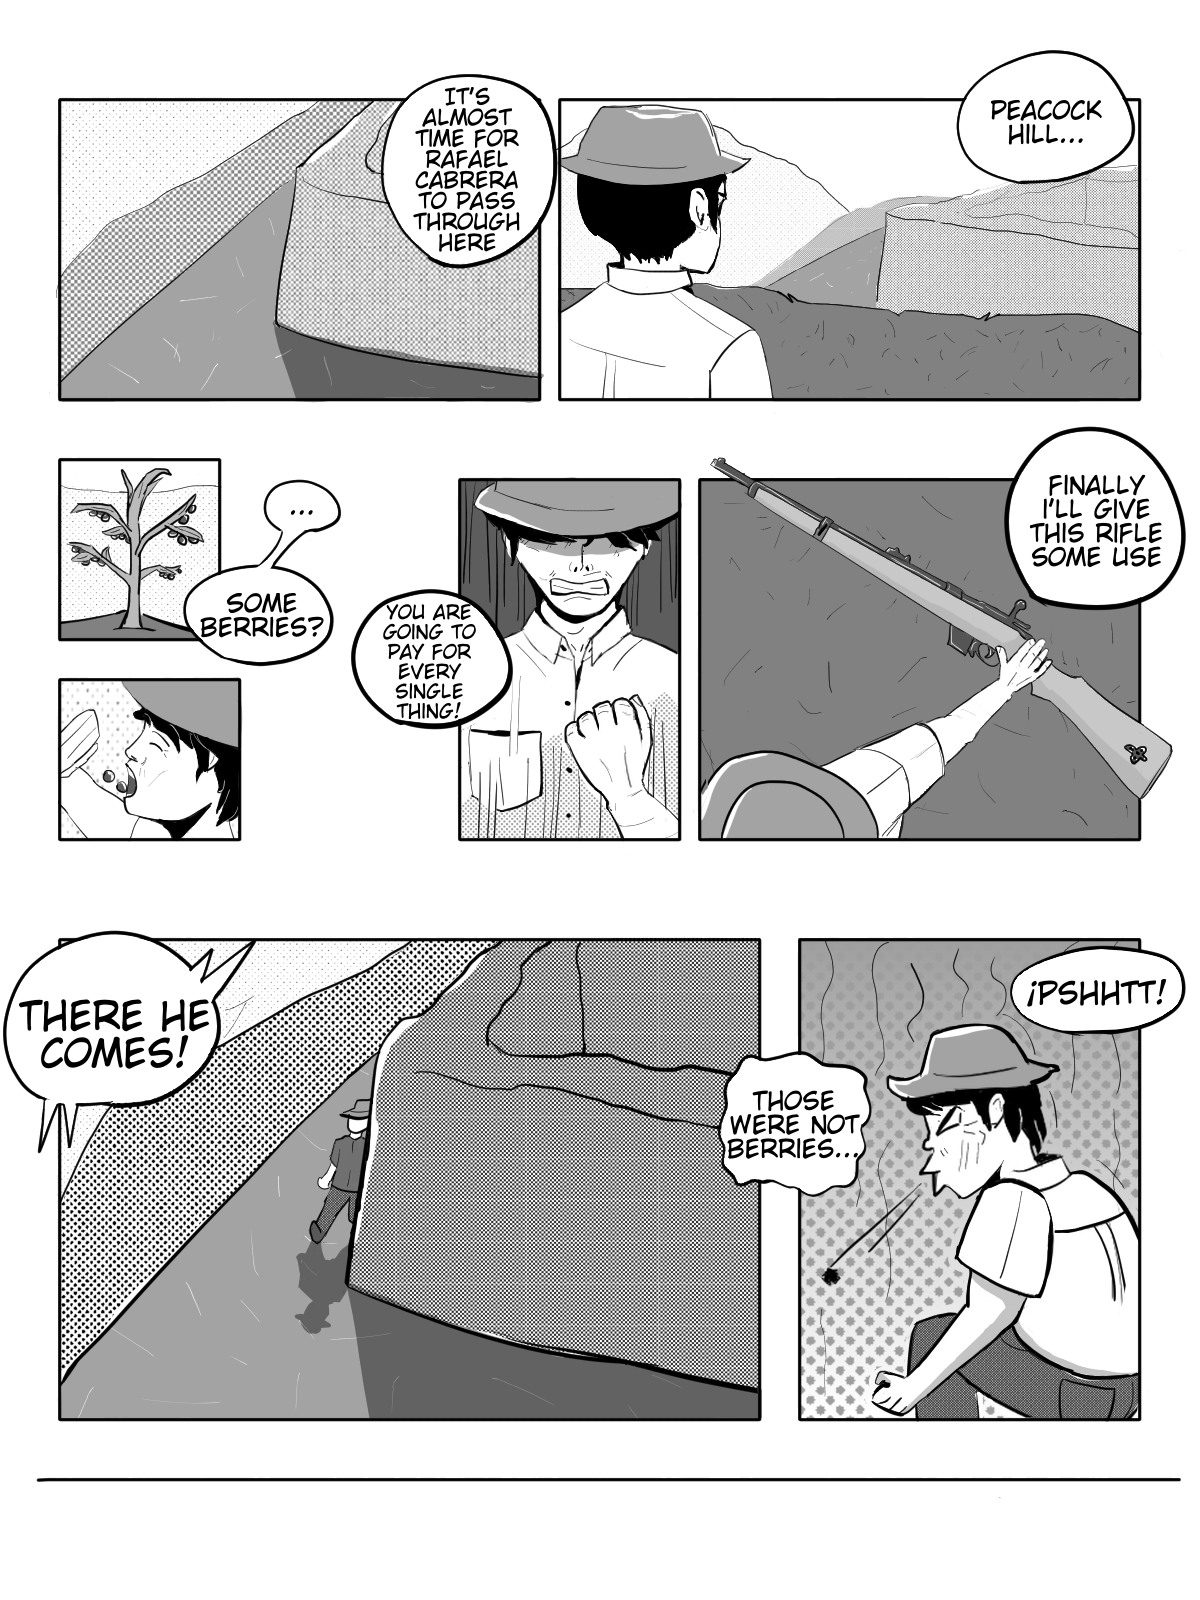 IT'S
ALMOST
TIME FOR
RAFAEL
CABRERA
TO PASS
THROUGH
HERE
PEACOCK
HILL...
...
SOME
BERRIES?
YOU ARE
GOING TO
PAY FOR
EVERY
SINGLE
THING!
FINALLY
I'LL GIVE
THIS RIFLE
SOME USE
THERE HE
COMES!
THOSE
WERE NOT
BERRIES...
¡PSHHTT!